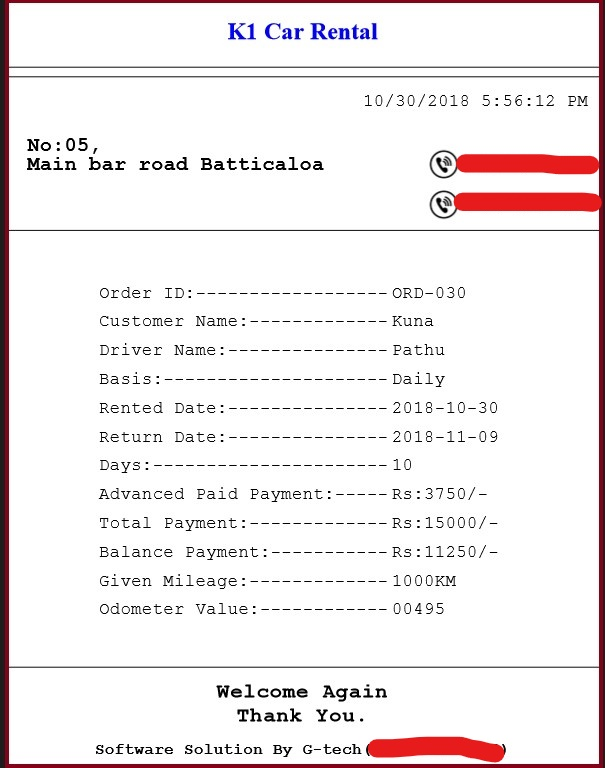 K1 Car Rental
10/30/2018 5:56:12 PM
No:05,
Main bar road Batticaloa
Order ID:------------------ORD-030
Customer Name:-------------Kuna
Driver Name:---------------Pathu
Basis:---------------------Daily
Rented Date:---------------2018-10-30
Return Date:---------------2018-11-09
Days:----------------------10
Advanced Paid Payment:-----Rs:3750/-
Total Payment:-------------Rs:15000/-
Balance Payment:-----------Rs:11250/-
Given Mileage:-------------1000KM
Odometer Value:------------00495
Welcome Again
Thank You.
Software Solution By G-tech( )